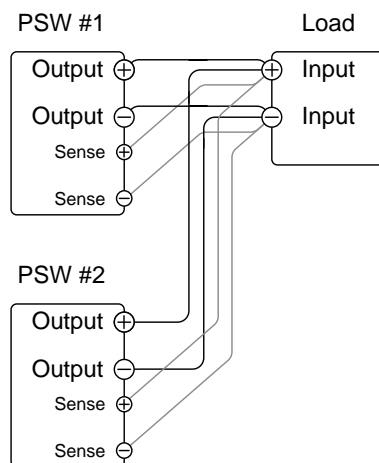 PSW #1
Load
Output +
+ Input
Output −
− Input
Sense +
Sense −
PSW #2
Output +
Output −
Sense +
Sense −